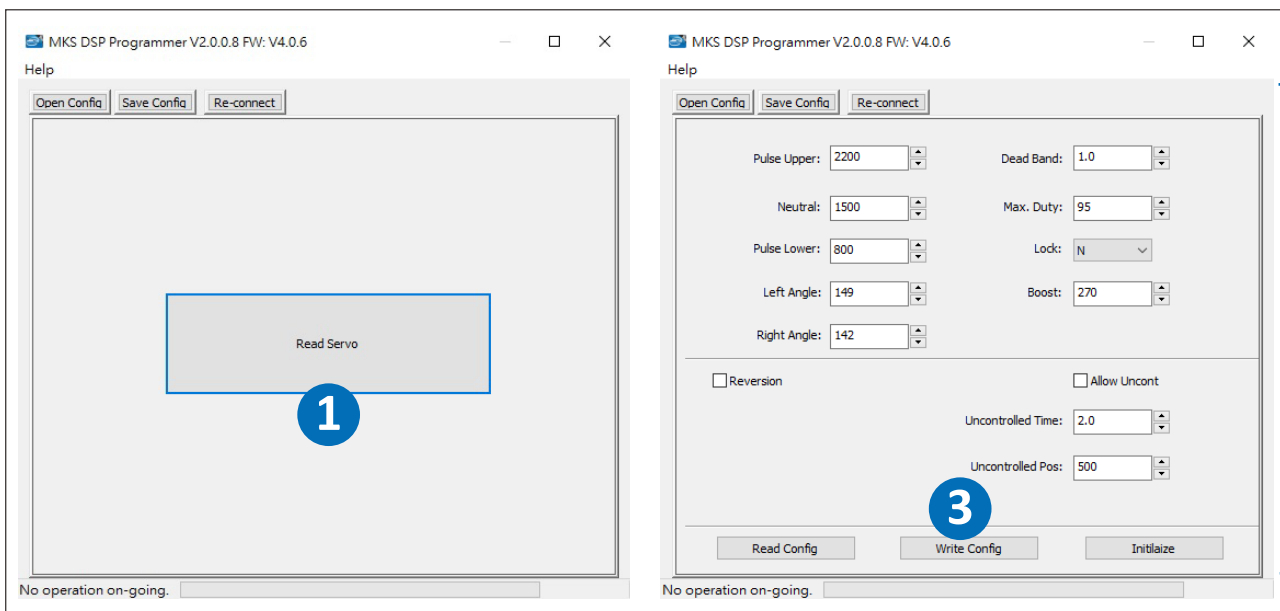 MKS DSP Programmer V2.0.0.8 FW: V4.0.6
Help
Open Config Save Config Re-connect
Read Servo
1
No operation on-going.
MKS DSP Programmer V2.0.0.8 FW: V4.0.6
Help
Open Config Save Config Re-connect
Pulse Upper: 2200 Dead Band: 1.0
Neutral: 1500 Max. Duty: 95
Pulse Lower: 800 Lock: N
Left Angle: 149 Boost: 270
Right Angle: 142
Reversion Allow Uncont
Uncontrolled Time: 2.0
Uncontrolled Pos: 500
3
Read Config Write Config Initilaize
No operation on-going.